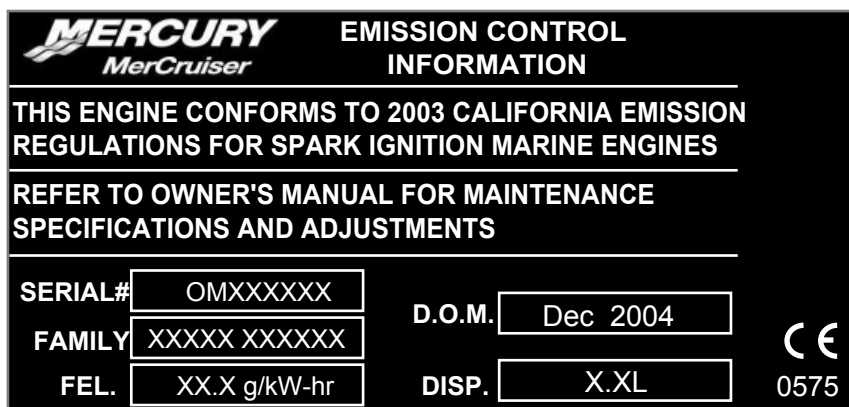 MERCURY
MerCruiser
EMISSION CONTROL
INFORMATION
THIS ENGINE CONFORMS TO 2003 CALIFORNIA EMISSION
REGULATIONS FOR SPARK IGNITION MARINE ENGINES
REFER TO OWNER'S MANUAL FOR MAINTENANCE
SPECIFICATIONS AND ADJUSTMENTS
SERIAL# OMXXXXXX
D.O.M. Dec 2004
FAMILY XXXXX XXXXXX
FEL. XX.X g/kW-hr
DISP. X.XL
CE
0575